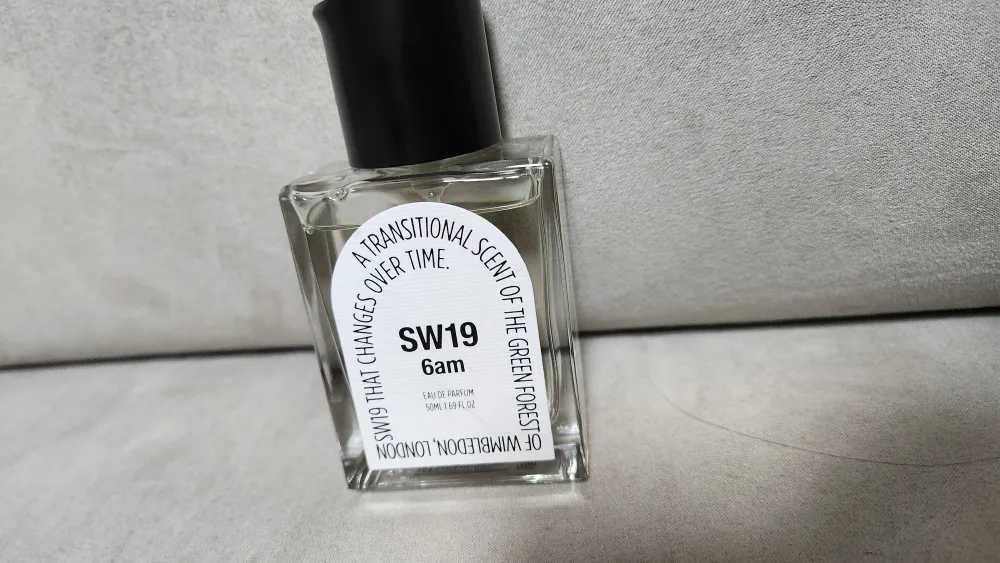 A TRANSITIONAL SCENT OF THE GREEN FOREST
OF WIMBLEDON, LONDON
SW19 THAT CHANGES
OVER TIME.
SW19
6am
EAU DE PARFUM
50ML 1.69 FL.OZ